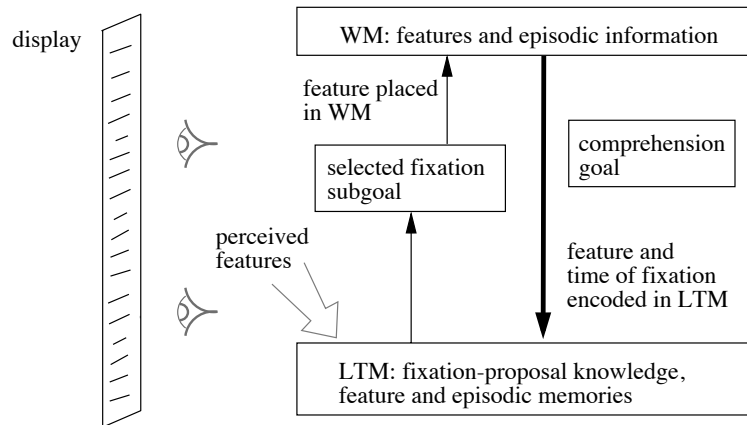 display
WM: features and episodic information
feature placed
in WM
comprehension
goal
selected fixation
subgoal
perceived
features
feature and
time of fixation
encoded in LTM
LTM: fixation-proposal knowledge,
feature and episodic memories